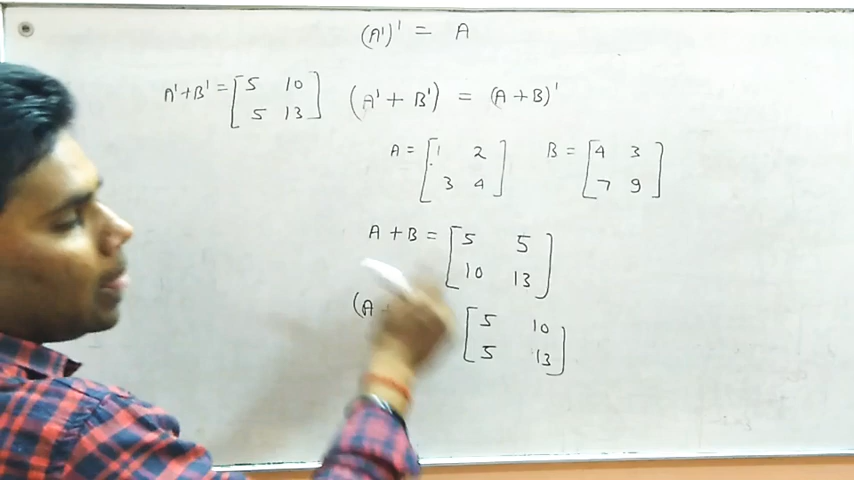 (A')' = A
A'+B' = [5 10
5 13] (A' + B') = (A+B)'
A = [1 2
3 4] B = [4 3
7 9]
A + B = [5 5
10 13]
(A [5 10
5 13]